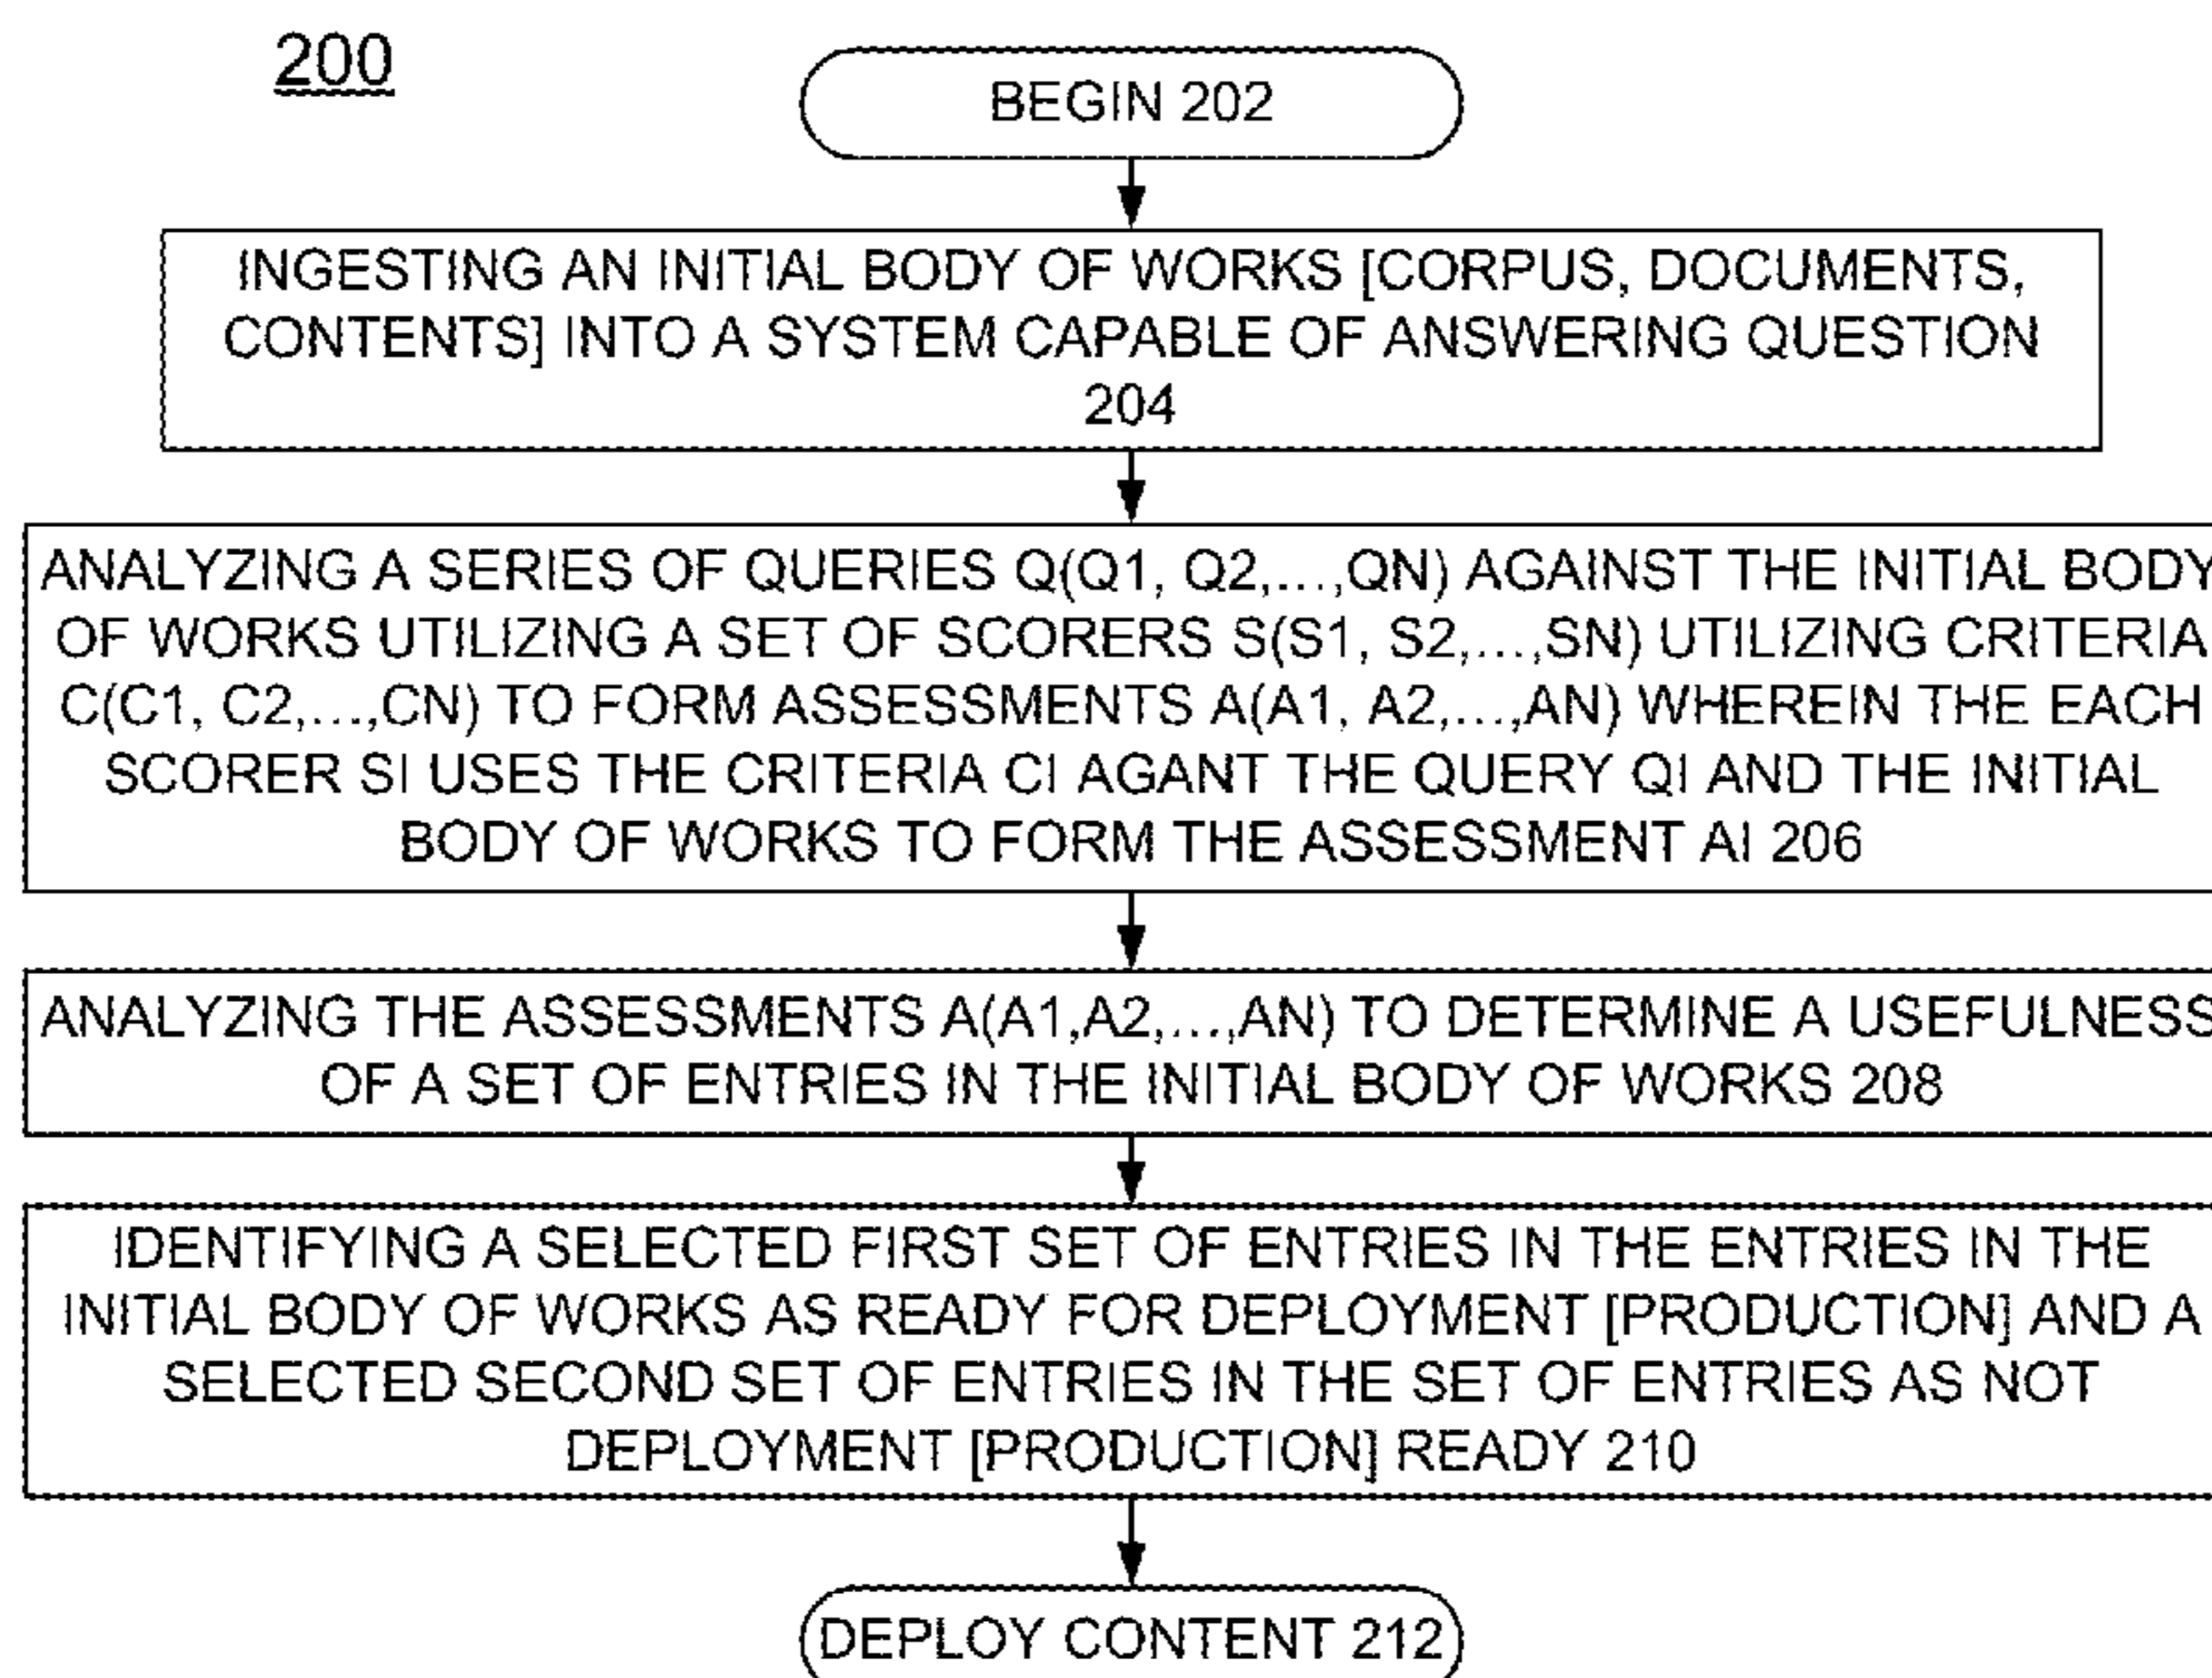 200
BEGIN 202
INGESTING AN INITIAL BODY OF WORKS [CORPUS, DOCUMENTS,
CONTENTS] INTO A SYSTEM CAPABLE OF ANSWERING QUESTION
204
ANALYZING A SERIES OF QUERIES Q(Q1, Q2,...,QN) AGAINST THE INITIAL BODY
OF WORKS UTILIZING A SET OF SCORERS S(S1, S2,...,SN) UTILIZING CRITERIA
C(C1, C2,...,CN) TO FORM ASSESSMENTS A(A1, A2,...,AN) WHEREIN THE EACH
SCORER SI USES THE CRITERIA CI AGANT THE QUERY QI AND THE INITIAL
BODY OF WORKS TO FORM THE ASSESSMENT AI 206
ANALYZING THE ASSESSMENTS A(A1,A2,...,AN) TO DETERMINE A USEFULNESS
OF A SET OF ENTRIES IN THE INITIAL BODY OF WORKS 208
IDENTIFYING A SELECTED FIRST SET OF ENTRIES IN THE ENTRIES IN THE
INITIAL BODY OF WORKS AS READY FOR DEPLOYMENT [PRODUCTION] AND A
SELECTED SECOND SET OF ENTRIES IN THE SET OF ENTRIES AS NOT
DEPLOYMENT [PRODUCTION] READY 210
DEPLOY CONTENT 212